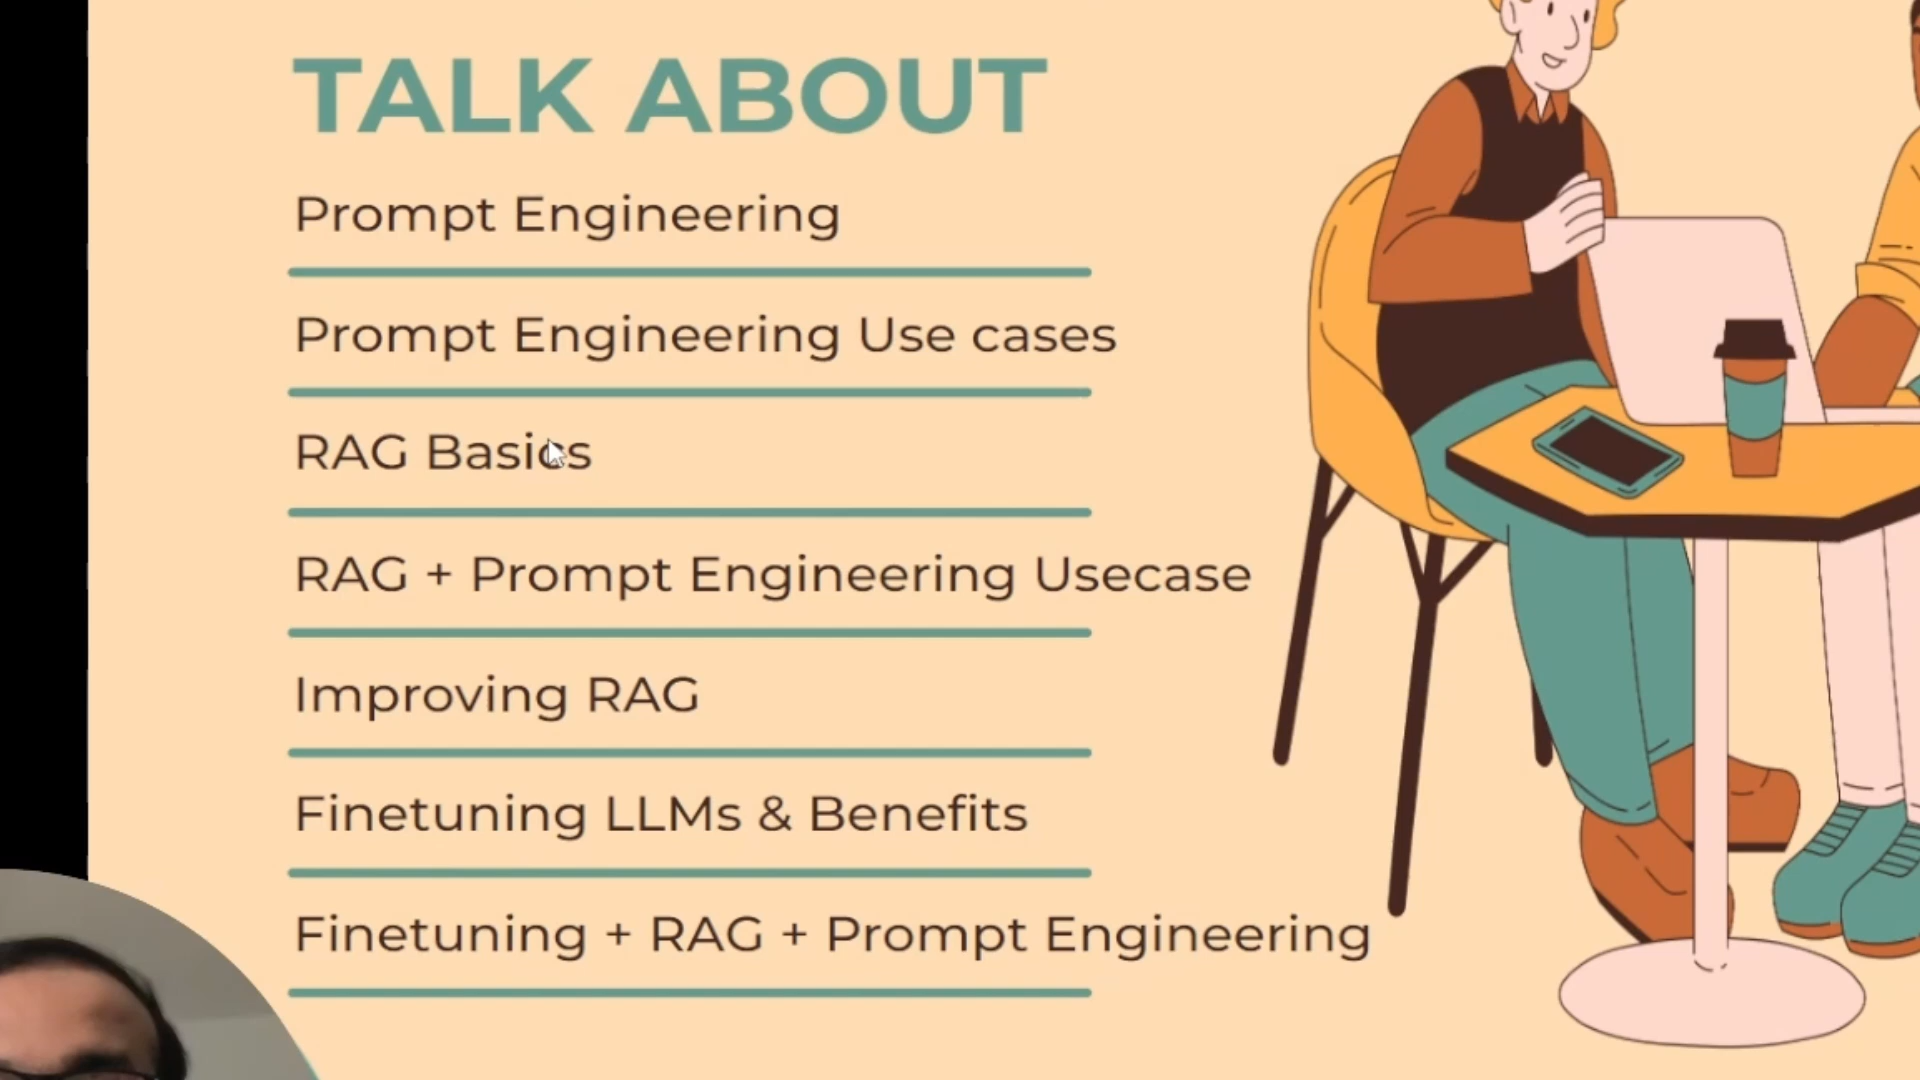 TALK ABOUT
Prompt Engineering
Prompt Engineering Use cases
RAG Basics
RAG + Prompt Engineering Usecase
Improving RAG
Finetuning LLMs & Benefits
Finetuning + RAG + Prompt Engineering